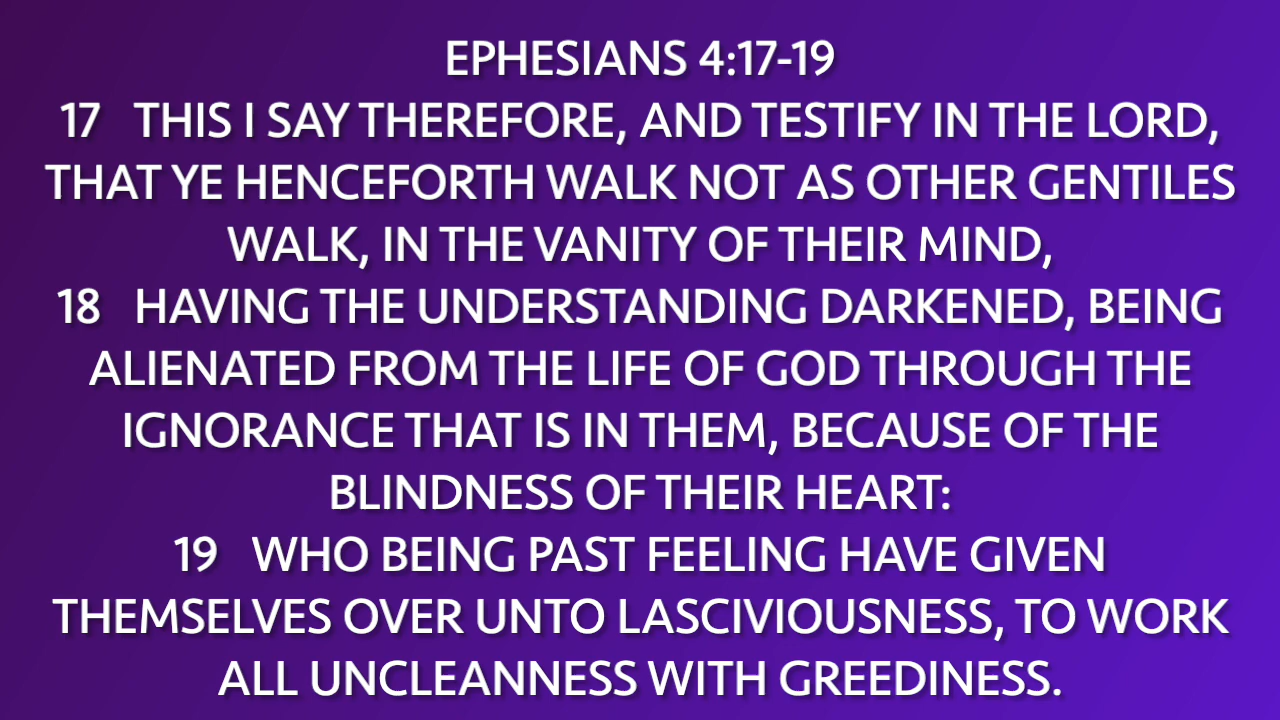 EPHESIANS 4:17-19
17 THIS I SAY THEREFORE, AND TESTIFY IN THE LORD,
THAT YE HENCEFORTH WALK NOT AS OTHER GENTILES
WALK, IN THE VANITY OF THEIR MIND,
18 HAVING THE UNDERSTANDING DARKENED, BEING
ALIENATED FROM THE LIFE OF GOD THROUGH THE
IGNORANCE THAT IS IN THEM, BECAUSE OF THE
BLINDNESS OF THEIR HEART:
19 WHO BEING PAST FEELING HAVE GIVEN
THEMSELVES OVER UNTO LASCIVIOUSNESS, TO WORK
ALL UNCLEANNESS WITH GREEDINESS.